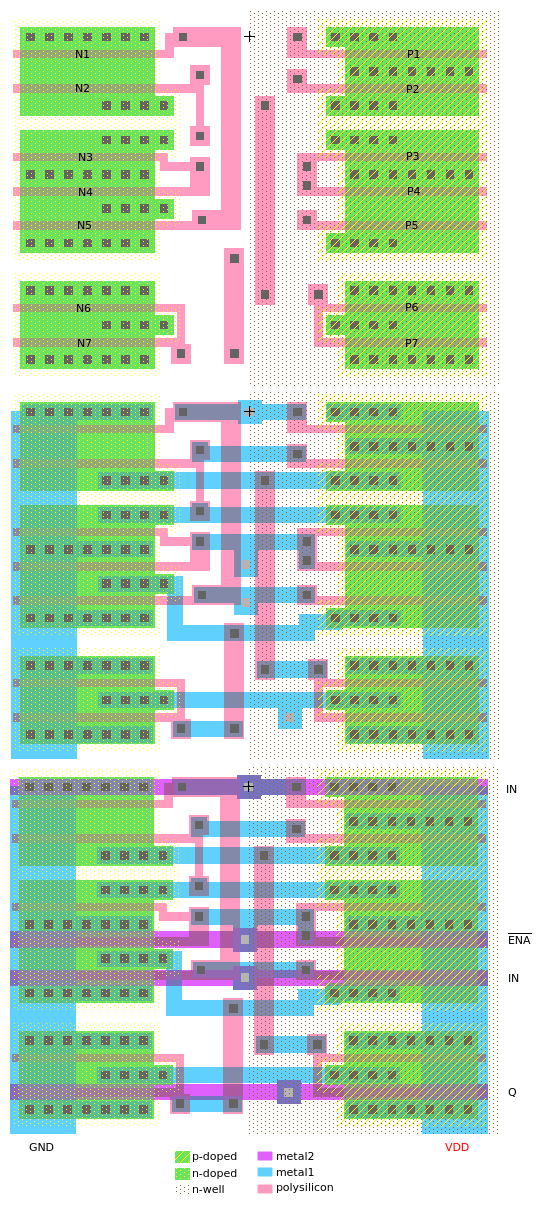 N1 P1
N2 P2
N3 P3
N4 P4
N5 P5
N6 P6
N7 P7
IN
ENA
IN
Q
GND VDD
p-doped metal2
n-doped metal1
n-well polysilicon